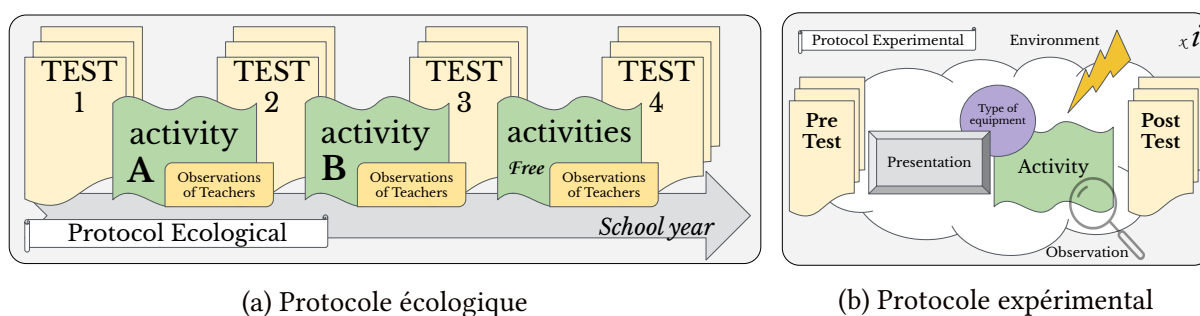 TEST
1
TEST
2
TEST
3
TEST
4
activity
A
activity
B
activities
Free
Observations
of Teachers
Observations
of Teachers
Observations
of Teachers
Protocol Ecological
School year
(a) Protocole écologique
Protocol Experimental
Environment
x i
Type of
equipment
Pre
Test
Post
Test
Presentation
Activity
Observation
(b) Protocole expérimental